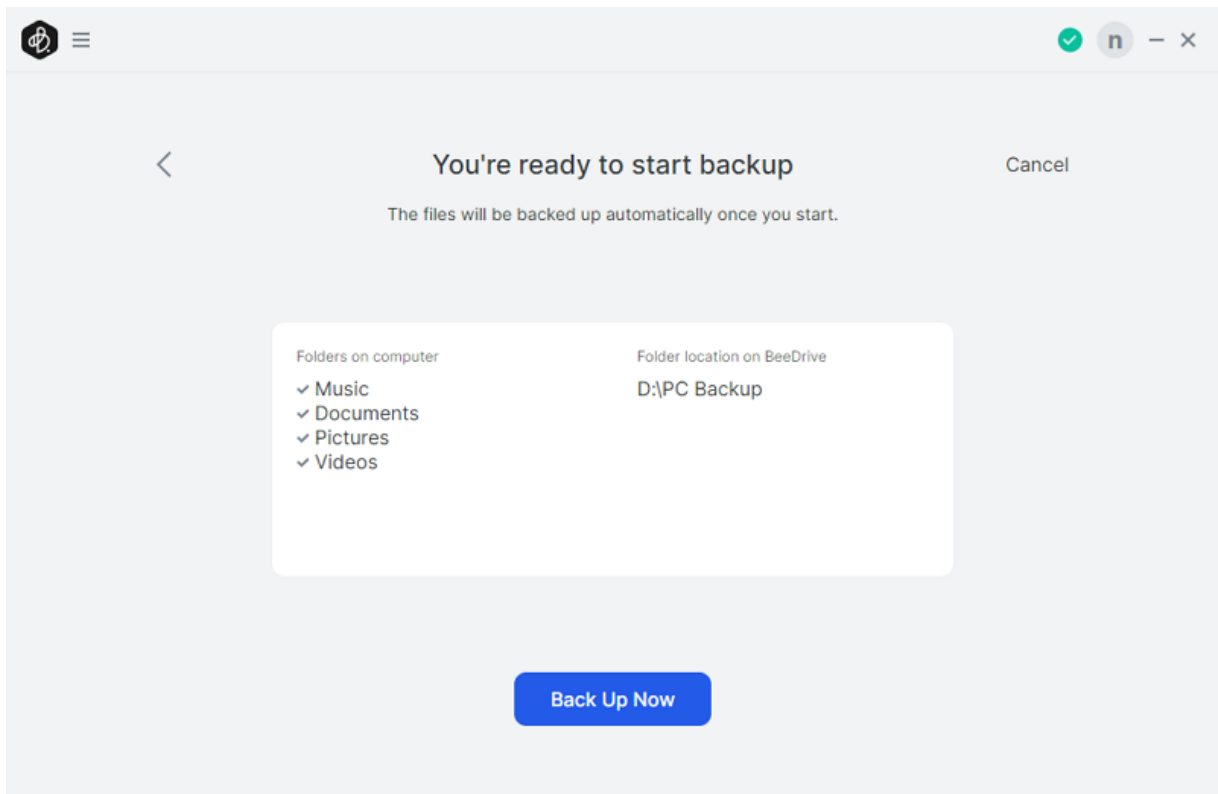 n
You're ready to start backup
Cancel
The files will be backed up automatically once you start.
Folders on computer
Music
Documents
Pictures
Videos
Folder location on BeeDrive
D:\PC Backup
Back Up Now